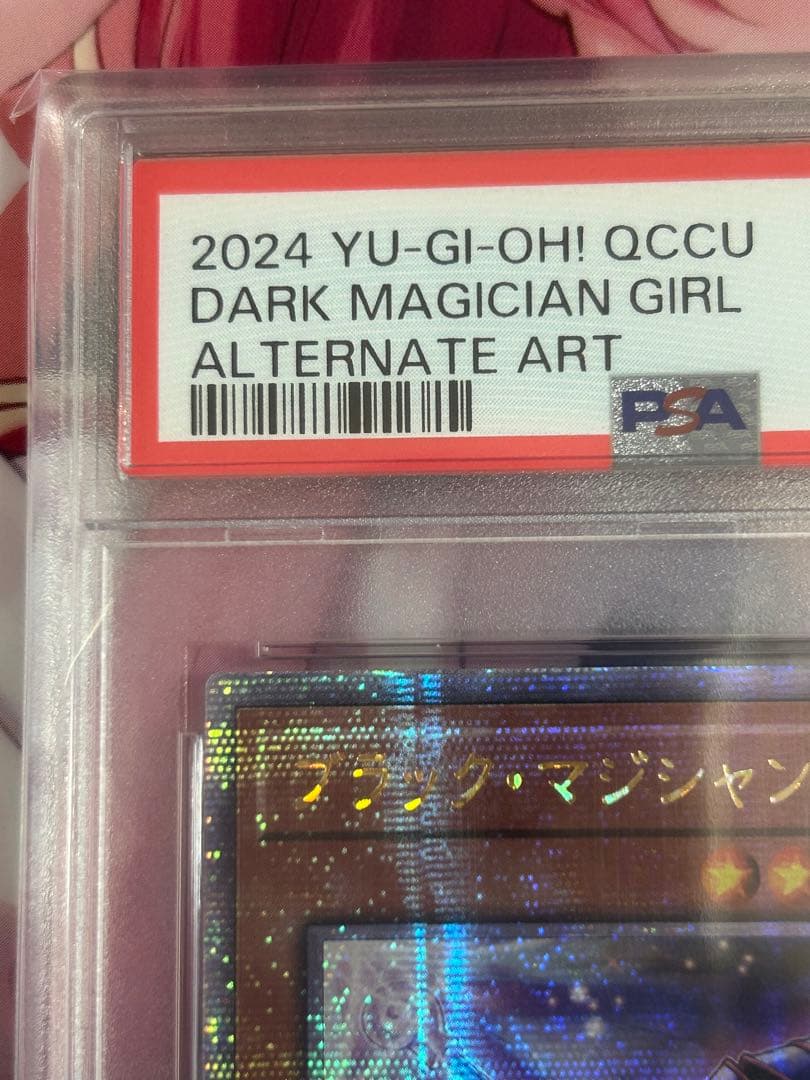 2024 YU-GI-OH! QCCU
DARK MAGICIAN GIRL
ALTERNATE ART
PSA
ブラック・マジシャン